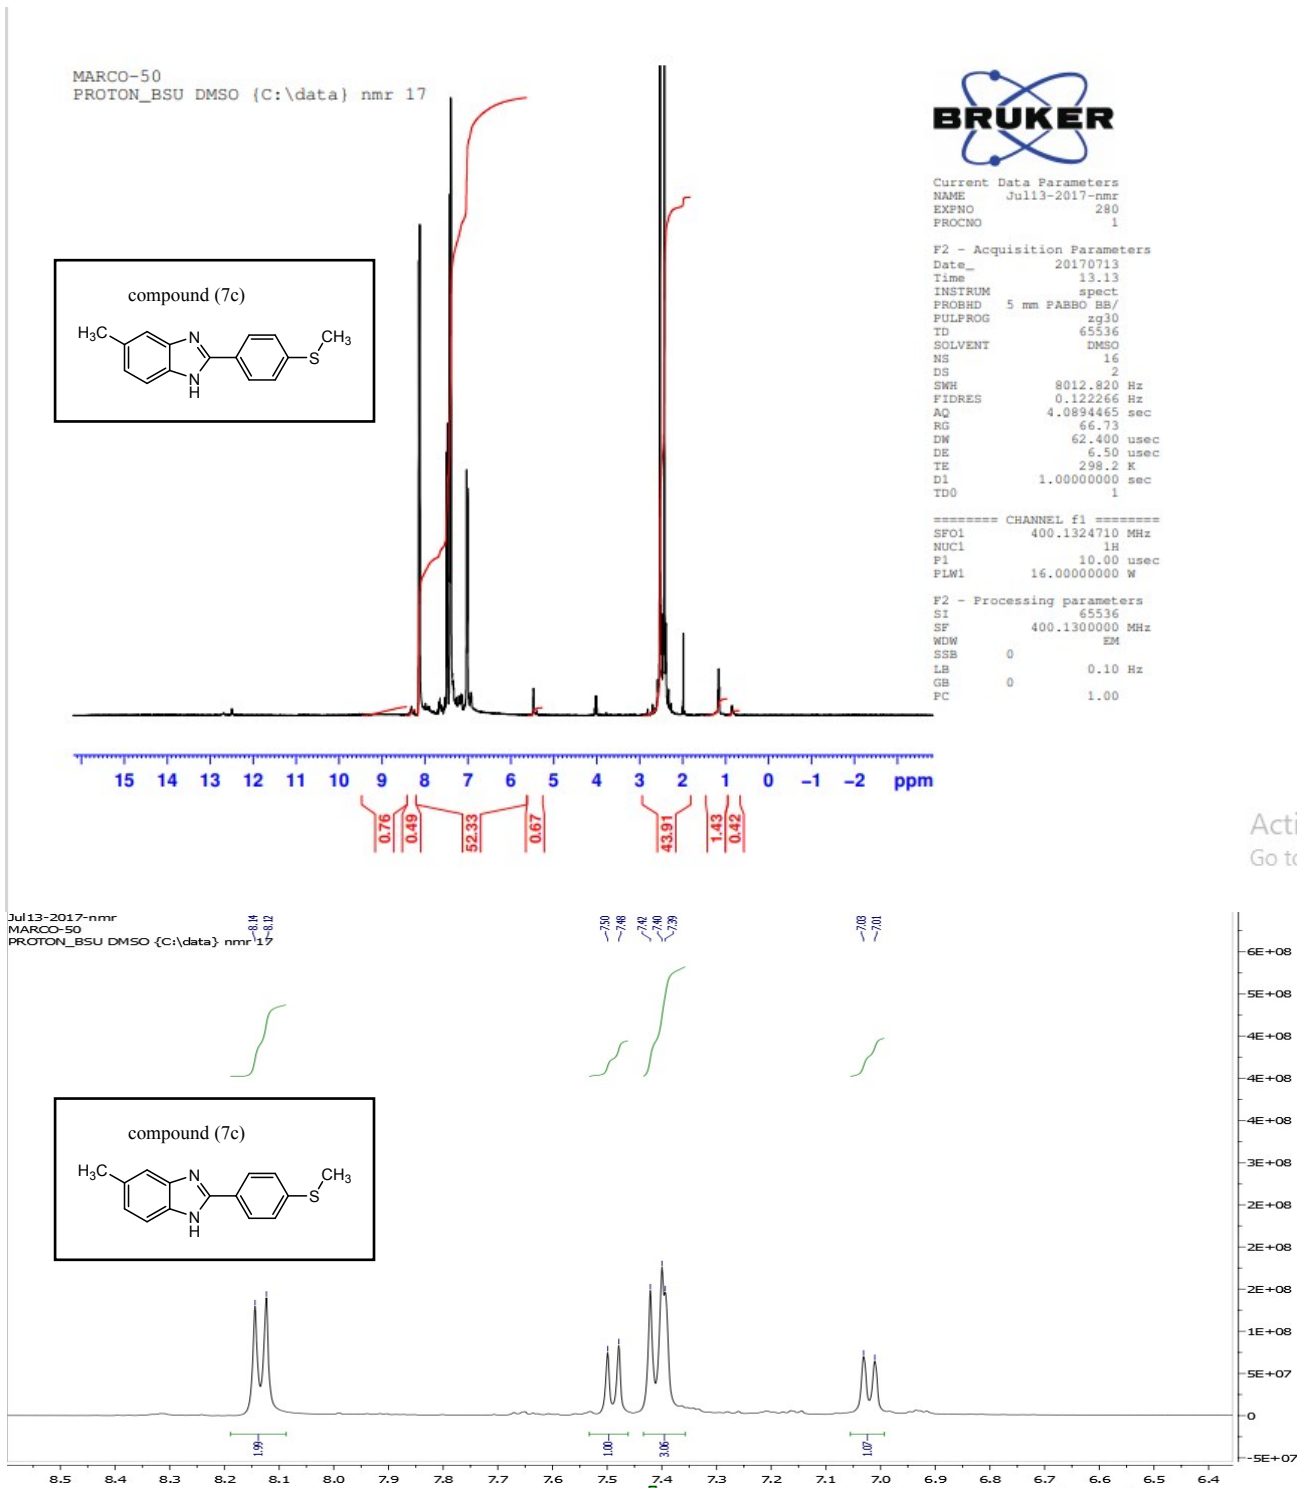 MARCO-50
PROTON_BSU DMSO {C:\data} nmr 17
BRUKER
Current Data Parameters
NAME Jul13-2017-nmr
EXPNO 280
PROCNO 1
F2 - Acquisition Parameters
Date_ 20170713
Time 13.13
INSTRUM spect
PROBHD 5 mm PABBO BB/
PULPROG zg30
TD 65536
SOLVENT DMSO
NS 16
DS 2
SWH 8012.820 Hz
FIDRES 0.122266 Hz
AQ 4.0894465 sec
RG 66.73
DW 62.400 usec
DE 6.50 usec
TE 298.2 K
D1 1.00000000 sec
TD0 1
======== CHANNEL f1 ========
SFO1 400.1324710 MHz
NUC1 1H
P1 10.00 usec
PLW1 16.00000000 W
F2 - Processing parameters
SI 65536
SF 400.1300000 MHz
WDW EM
SSB 0
LB 0.10 Hz
GB 0
PC 1.00
compound (7c)
H3C
N
N
H
S
CH3
15 14 13 12 11 10 9 8 7 6 5 4 3 2 1 0 -1 -2 ppm
0.76 0.49 52.33 0.67 43.91 1.43 0.42
Acti
Go to
Jul13-2017-nmr
MARCO-50
PROTON_BSU DMSO {C:\data} nmr 17
8.14 8.12 7.50 7.48 7.42 7.40 7.39 7.03 7.01
6E+08
5E+08
4E+08
4E+08
4E+08
3E+08
2E+08
2E+08
2E+08
1E+08
5E+07
0
-5E+07
compound (7c)
H3C
N
N
H
S
CH3
1.99 1.00 3.06 1.07
8.5 8.4 8.3 8.2 8.1 8.0 7.9 7.8 7.7 7.6 7.5 7.4 7.3 7.2 7.1 7.0 6.9 6.8 6.7 6.6 6.5 6.4